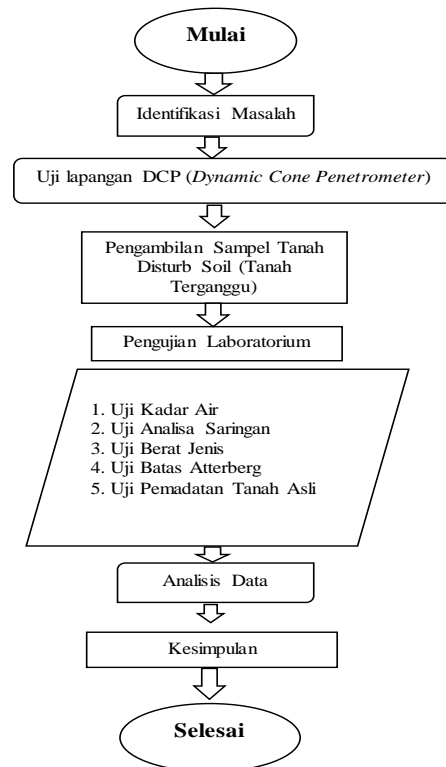 Mulai
Identifikasi Masalah
Uji lapangan DCP (Dynamic Cone Penetrometer)
Pengambilan Sampel Tanah
Disturb Soil (Tanah
Terganggu)
Pengujian Laboratorium
1. Uji Kadar Air
2. Uji Analisa Saringan
3. Uji Berat Jenis
4. Uji Batas Atterberg
5. Uji Pemadatan Tanah Asli
Analisis Data
Kesimpulan
Selesai